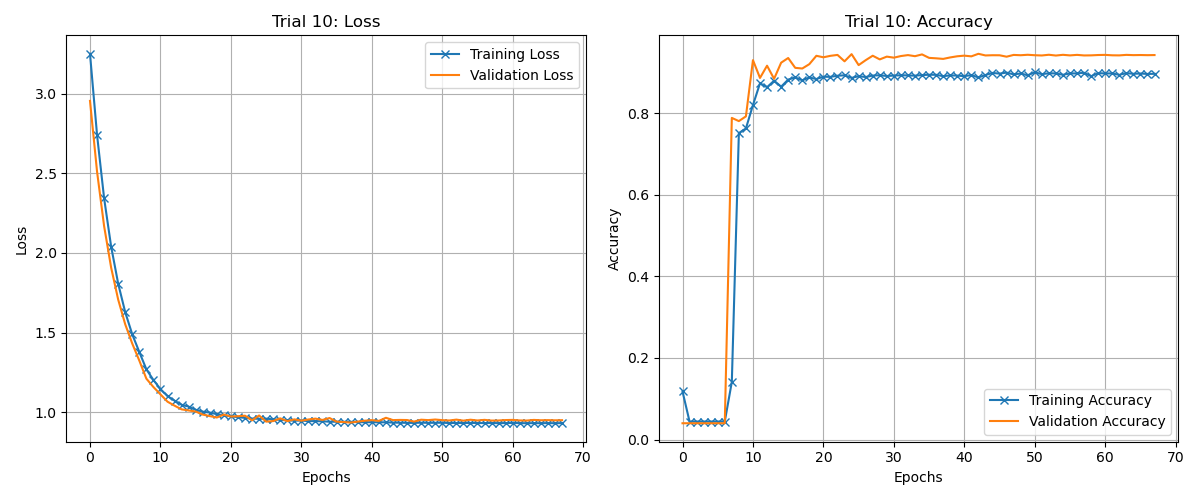 Trial 10: Loss
Training Loss
Validation Loss
3.0
2.5
2.0
1.5
1.0
Loss
0 10 20 30 40 50 60 70
Epochs
Trial 10: Accuracy
0.8
0.6
0.4
0.2
0.0
Accuracy
Training Accuracy
Validation Accuracy
0 10 20 30 40 50 60 70
Epochs